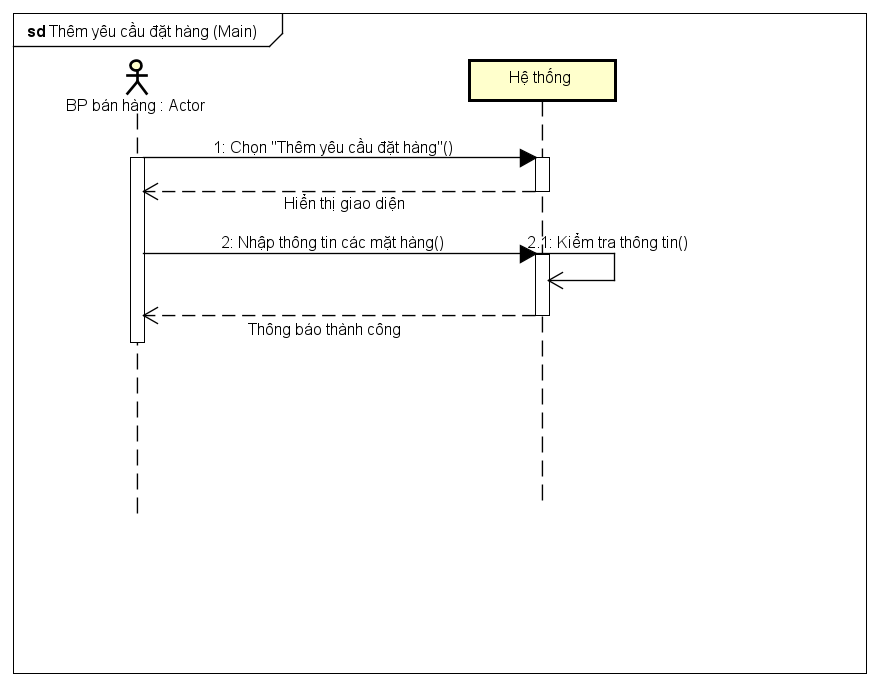 sd Thêm yêu cầu đặt hàng (Main)
BP bán hàng : Actor
Hệ thống
1: Chọn "Thêm yêu cầu đặt hàng"()
Hiển thị giao diện
2: Nhập thông tin các mặt hàng()
2.1: Kiểm tra thông tin()
Thông báo thành công